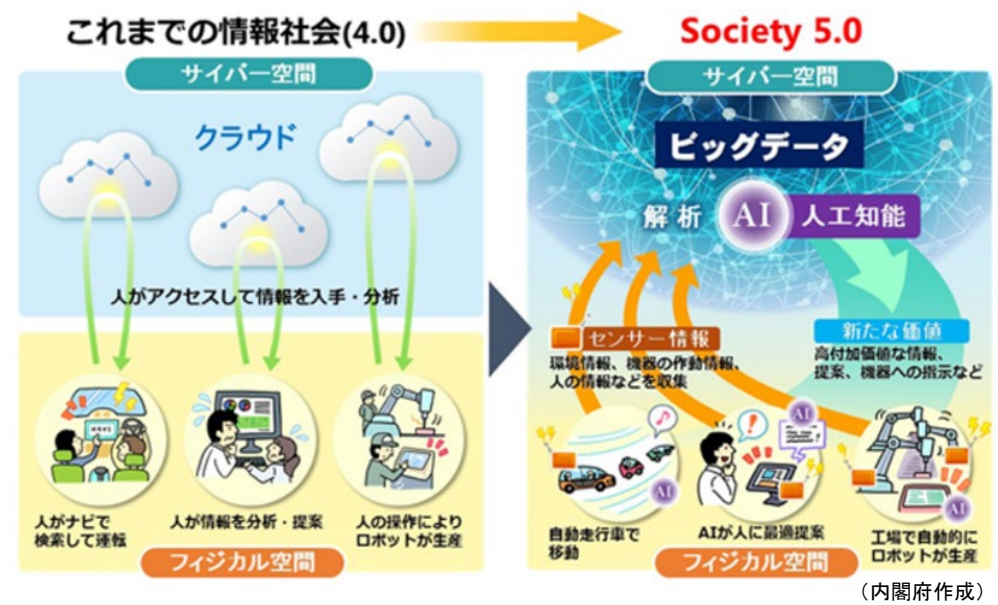 これまでの情報社会(4.0)
Society 5.0
サイバー空間
クラウド
人がアクセスして情報を入手・分析
人がナビで
検索して運転
人が情報を分析・提案
人の操作により
ロボットが生産
フィジカル空間
サイバー空間
ビッグデータ
解析 AI 人工知能
センサー情報
環境情報、機器の作動情報、
人の情報などを収集
新たな価値
高付加価値な情報、
提案、機器への指示など
AI
AI
AI
自動走行車で
移動
AIが人に最適提案
工場で自動的に
ロボットが生産
フィジカル空間
（内閣府作成）